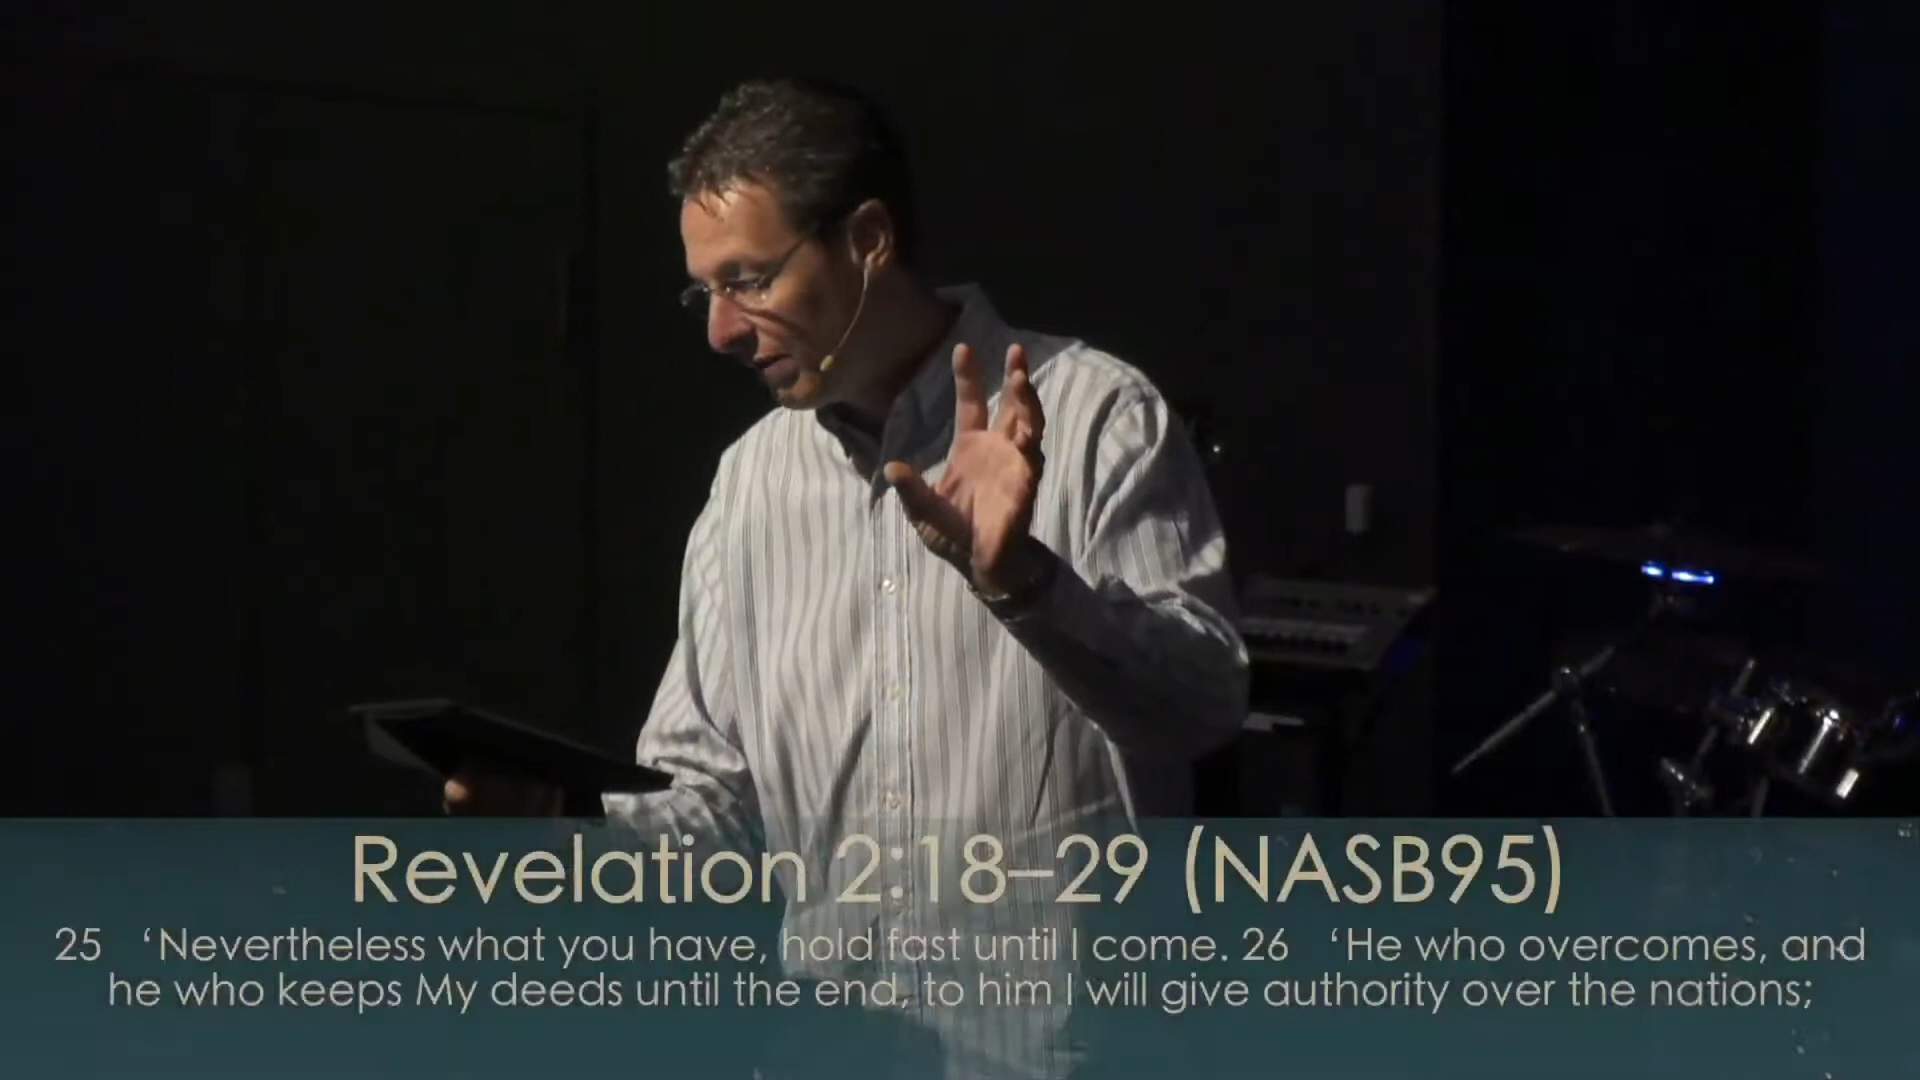 Revelation 2:18–29 (NASB95)
25 ‘Nevertheless what you have, hold fast until I come. 26 ‘He who overcomes, and
he who keeps My deeds until the end, to him I will give authority over the nations;